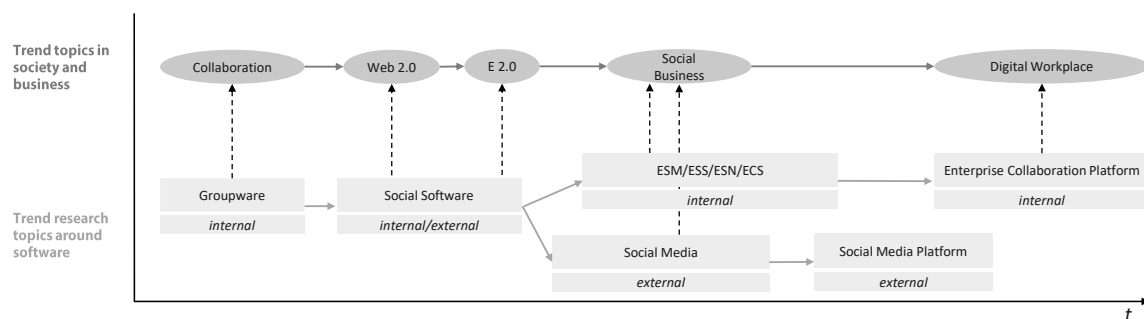 Trend topics in
society and
business
Collaboration
Web 2.0
E 2.0
Social
Business
Digital Workplace
Trend research
topics around
software
Groupware
internal
Social Software
internal/external
ESM/ESS/ESN/ECS
internal
Enterprise Collaboration Platform
internal
Social Media
external
Social Media Platform
external
t